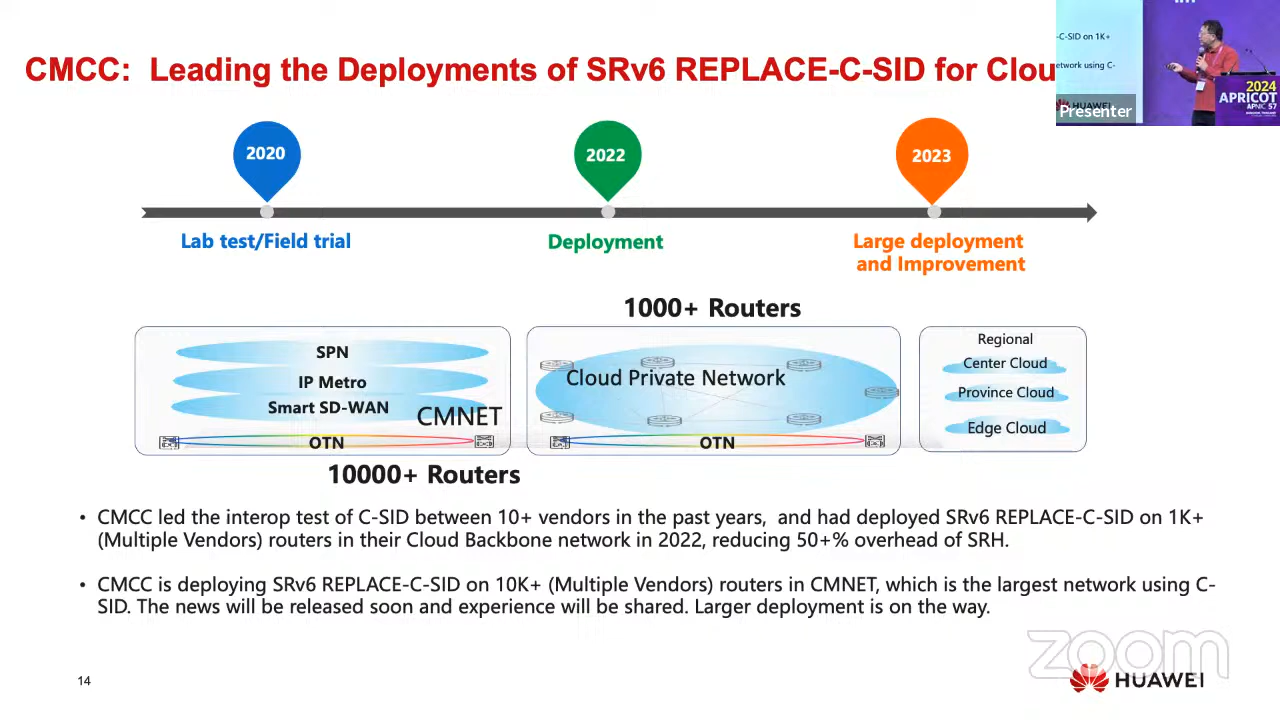 CMCC: Leading the Deployments of SRv6 REPLACE-C-SID for Clou
-C-SID on 1K+
etwork using C-
HUAWEI
Presenter
2024
APRICOT
APNIC 57
2020
2022
2023
Lab test/Field trial
Deployment
Large deployment
and Improvement
1000+ Routers
SPN
IP Metro
Smart SD-WAN
CMNET
OTN
Cloud Private Network
OTN
Regional
Center Cloud
Province Cloud
Edge Cloud
10000+ Routers
• CMCC led the interop test of C-SID between 10+ vendors in the past years, and had deployed SRv6 REPLACE-C-SID on 1K+
(Multiple Vendors) routers in their Cloud Backbone network in 2022, reducing 50+% overhead of SRH.
• CMCC is deploying SRv6 REPLACE-C-SID on 10K+ (Multiple Vendors) routers in CMNET, which is the largest network using C-
SID. The news will be released soon and experience will be shared. Larger deployment is on the way.
zoom
14
HUAWEI